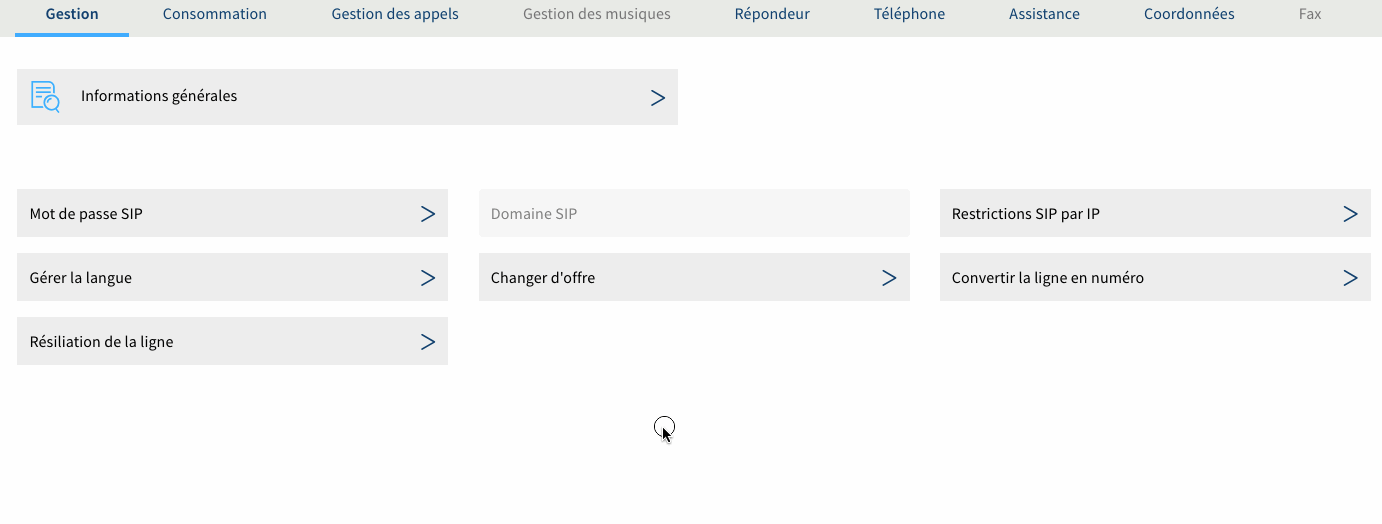 Gestion Consommation Gestion des appels Gestion des musiques Répondeur Téléphone Assistance Coordonnées Fax
Informations générales
Mot de passe SIP Domaine SIP Restrictions SIP par IP
Gérer la langue Changer d'offre Convertir la ligne en numéro
Résiliation de la ligne